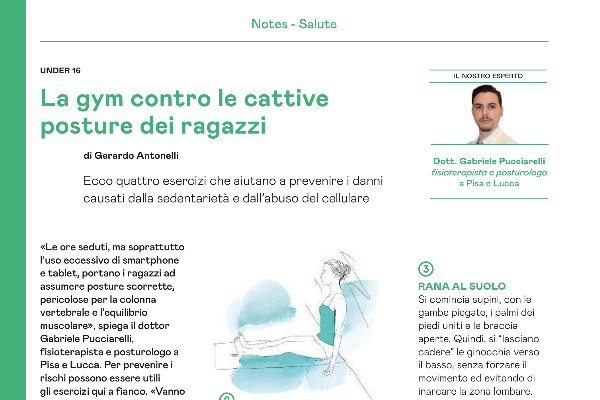 Notes - Salute
UNDER 16
La gym contro le cattive
posture dei ragazzi
di Gerardo Antonelli
Ecco quattro esercizi che aiutano a prevenire i danni
causati dalla sedentarietà e dall'abuso del cellulare
IL NOSTRO ESPERTO
Dott. Gabriele Pucciarelli
fisioterapista e posturologo
a Pisa e Lucca
«Le ore seduti, ma soprattutto
l'uso eccessivo di smartphone
e tablet, portano i ragazzi ad
assumere posture scorrette,
pericolose per la colonna
vertebrale e l'equilibrio
muscolare», spiega il dottor
Gabriele Pucciarelli,
fisioterapista e posturologo a
Pisa e Lucca. Per prevenire i
rischi possono essere utili
gli esercizi qui a fianco. «Vanno
3
RANA AL SUOLO
Si comincia supini, con le
gambe piegate, i palmi dei
piedi uniti e le braccia
aperte. Quindi, si "lasciano
cadere" le ginocchia verso
il basso, senza forzare il
movimento ed evitando di
inarcare la zona lombare.